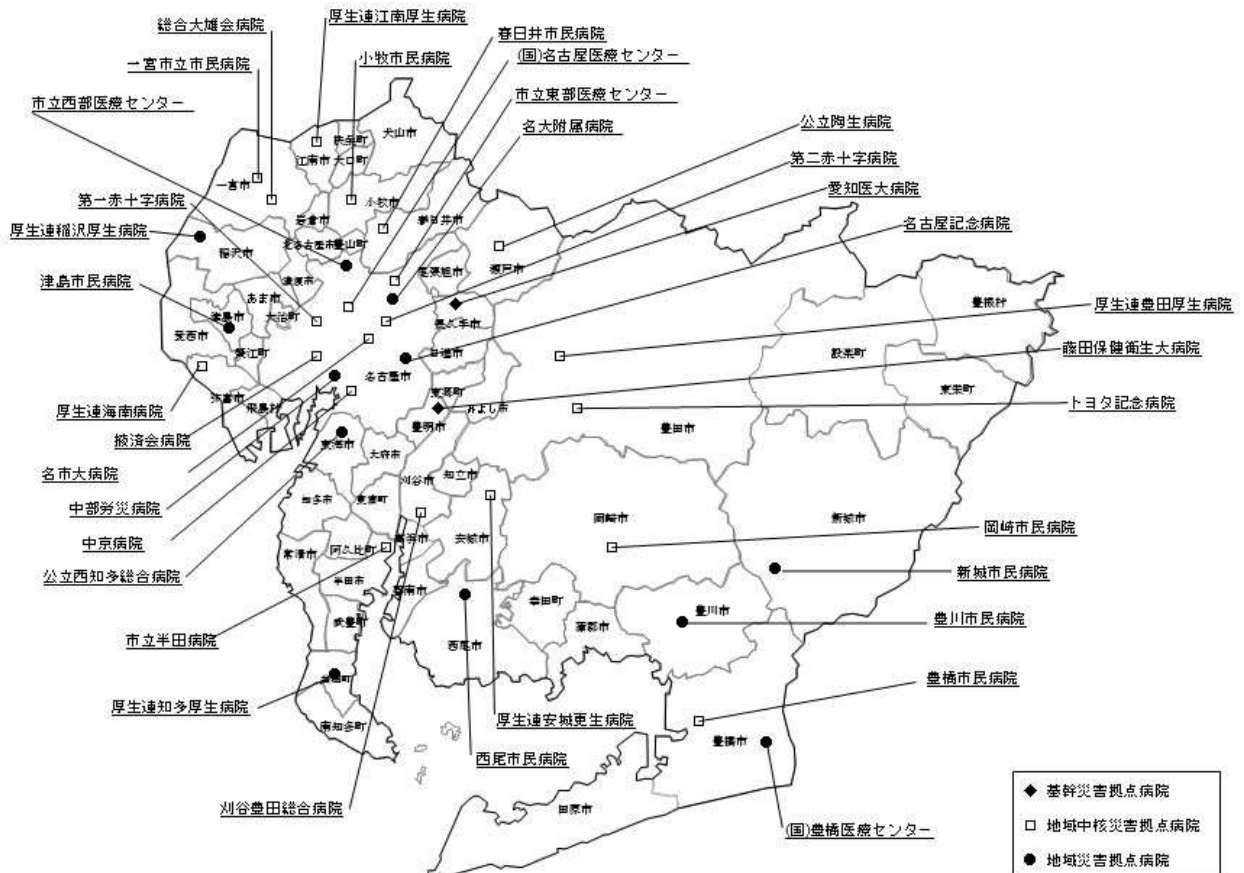 総合大雄会病院
厚生連江南厚生病院
春日井市民病院
(国)名古屋医療センター
一宮市立市民病院
小牧市民病院
市立西部医療センター
市立東部医療センター
名大附属病院
公立陶生病院
第二赤十字病院
愛知医大病院
第一赤十字病院
名古屋記念病院
厚生連稲沢厚生病院
津島市民病院
厚生連豊田厚生病院
藤田保健衛生大病院
厚生連海南病院
トヨタ記念病院
掖済会病院
名市大病院
中部労災病院
中京病院
岡崎市民病院
公立西知多総合病院
新城市民病院
豊川市民病院
市立半田病院
豊橋市民病院
厚生連知多厚生病院
厚生連安城更生病院
西尾市民病院
刈谷豊田総合病院
(国)豊橋医療センター
犬山市
扶桑町
江南市
大口町
一宮市
小牧市
岩倉市
春日井市
北名古屋市
豊山町
稲沢市
清須市
尾張旭市
瀬戸市
あま市
津島市
大治町
長久手市
愛西市
蟹江町
日進市
名古屋市
東郷町
みよし市
弥富市
飛島村
豊明市
豊田市
設楽町
豊根村
東栄町
東海市
大府市
刈谷市
知立市
知多市
東浦町
岡崎市
新城市
安城市
高浜市
常滑市
阿久比町
半田市
碧南市
幸田町
豊川市
蒲郡市
武豊町
西尾市
南知多町
豊橋市
田原市
◆ 基幹災害拠点病院
□ 地域中核災害拠点病院
● 地域災害拠点病院